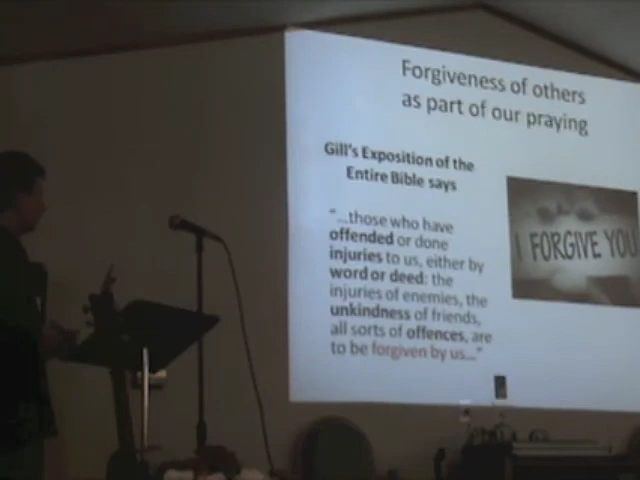 Forgiveness of others
as part of our praying
Gill's Exposition of the
Entire Bible says
"...those who have
offended or done
injuries to us, either by
word or deed: the
injuries of enemies, the
unkindness of friends,
all sorts of offences, are
to be forgiven by us..."
I FORGIVE YOU